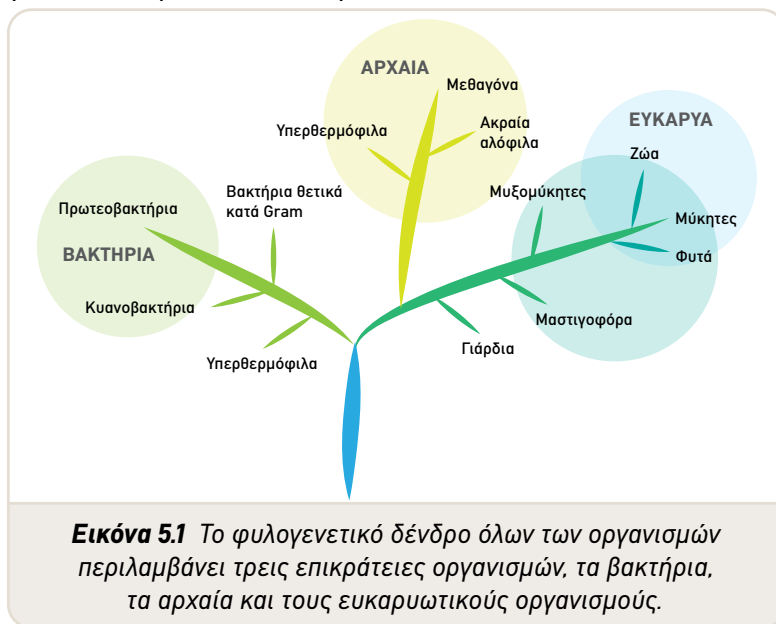 ΑΡΧΑΙΑ
Μεθαγόνα
Υπερθερμόφιλα
Ακραία
αλόφιλα
ΕΥΚΑΡΥΑ
Ζώα
Μυξομύκητες
Μύκητες
Φυτά
Μαστιγοφόρα
Γιάρδια
Πρωτεοβακτήρια
Βακτήρια θετικά
κατά Gram
ΒΑΚΤΗΡΙΑ
Κυανοβακτήρια
Υπερθερμόφιλα
Εικόνα 5.1 Το φυλογενετικό δένδρο όλων των οργανισμών
περιλαμβάνει τρεις επικράτειες οργανισμών, τα βακτήρια,
τα αρχαία και τους ευκαρυωτικούς οργανισμούς.